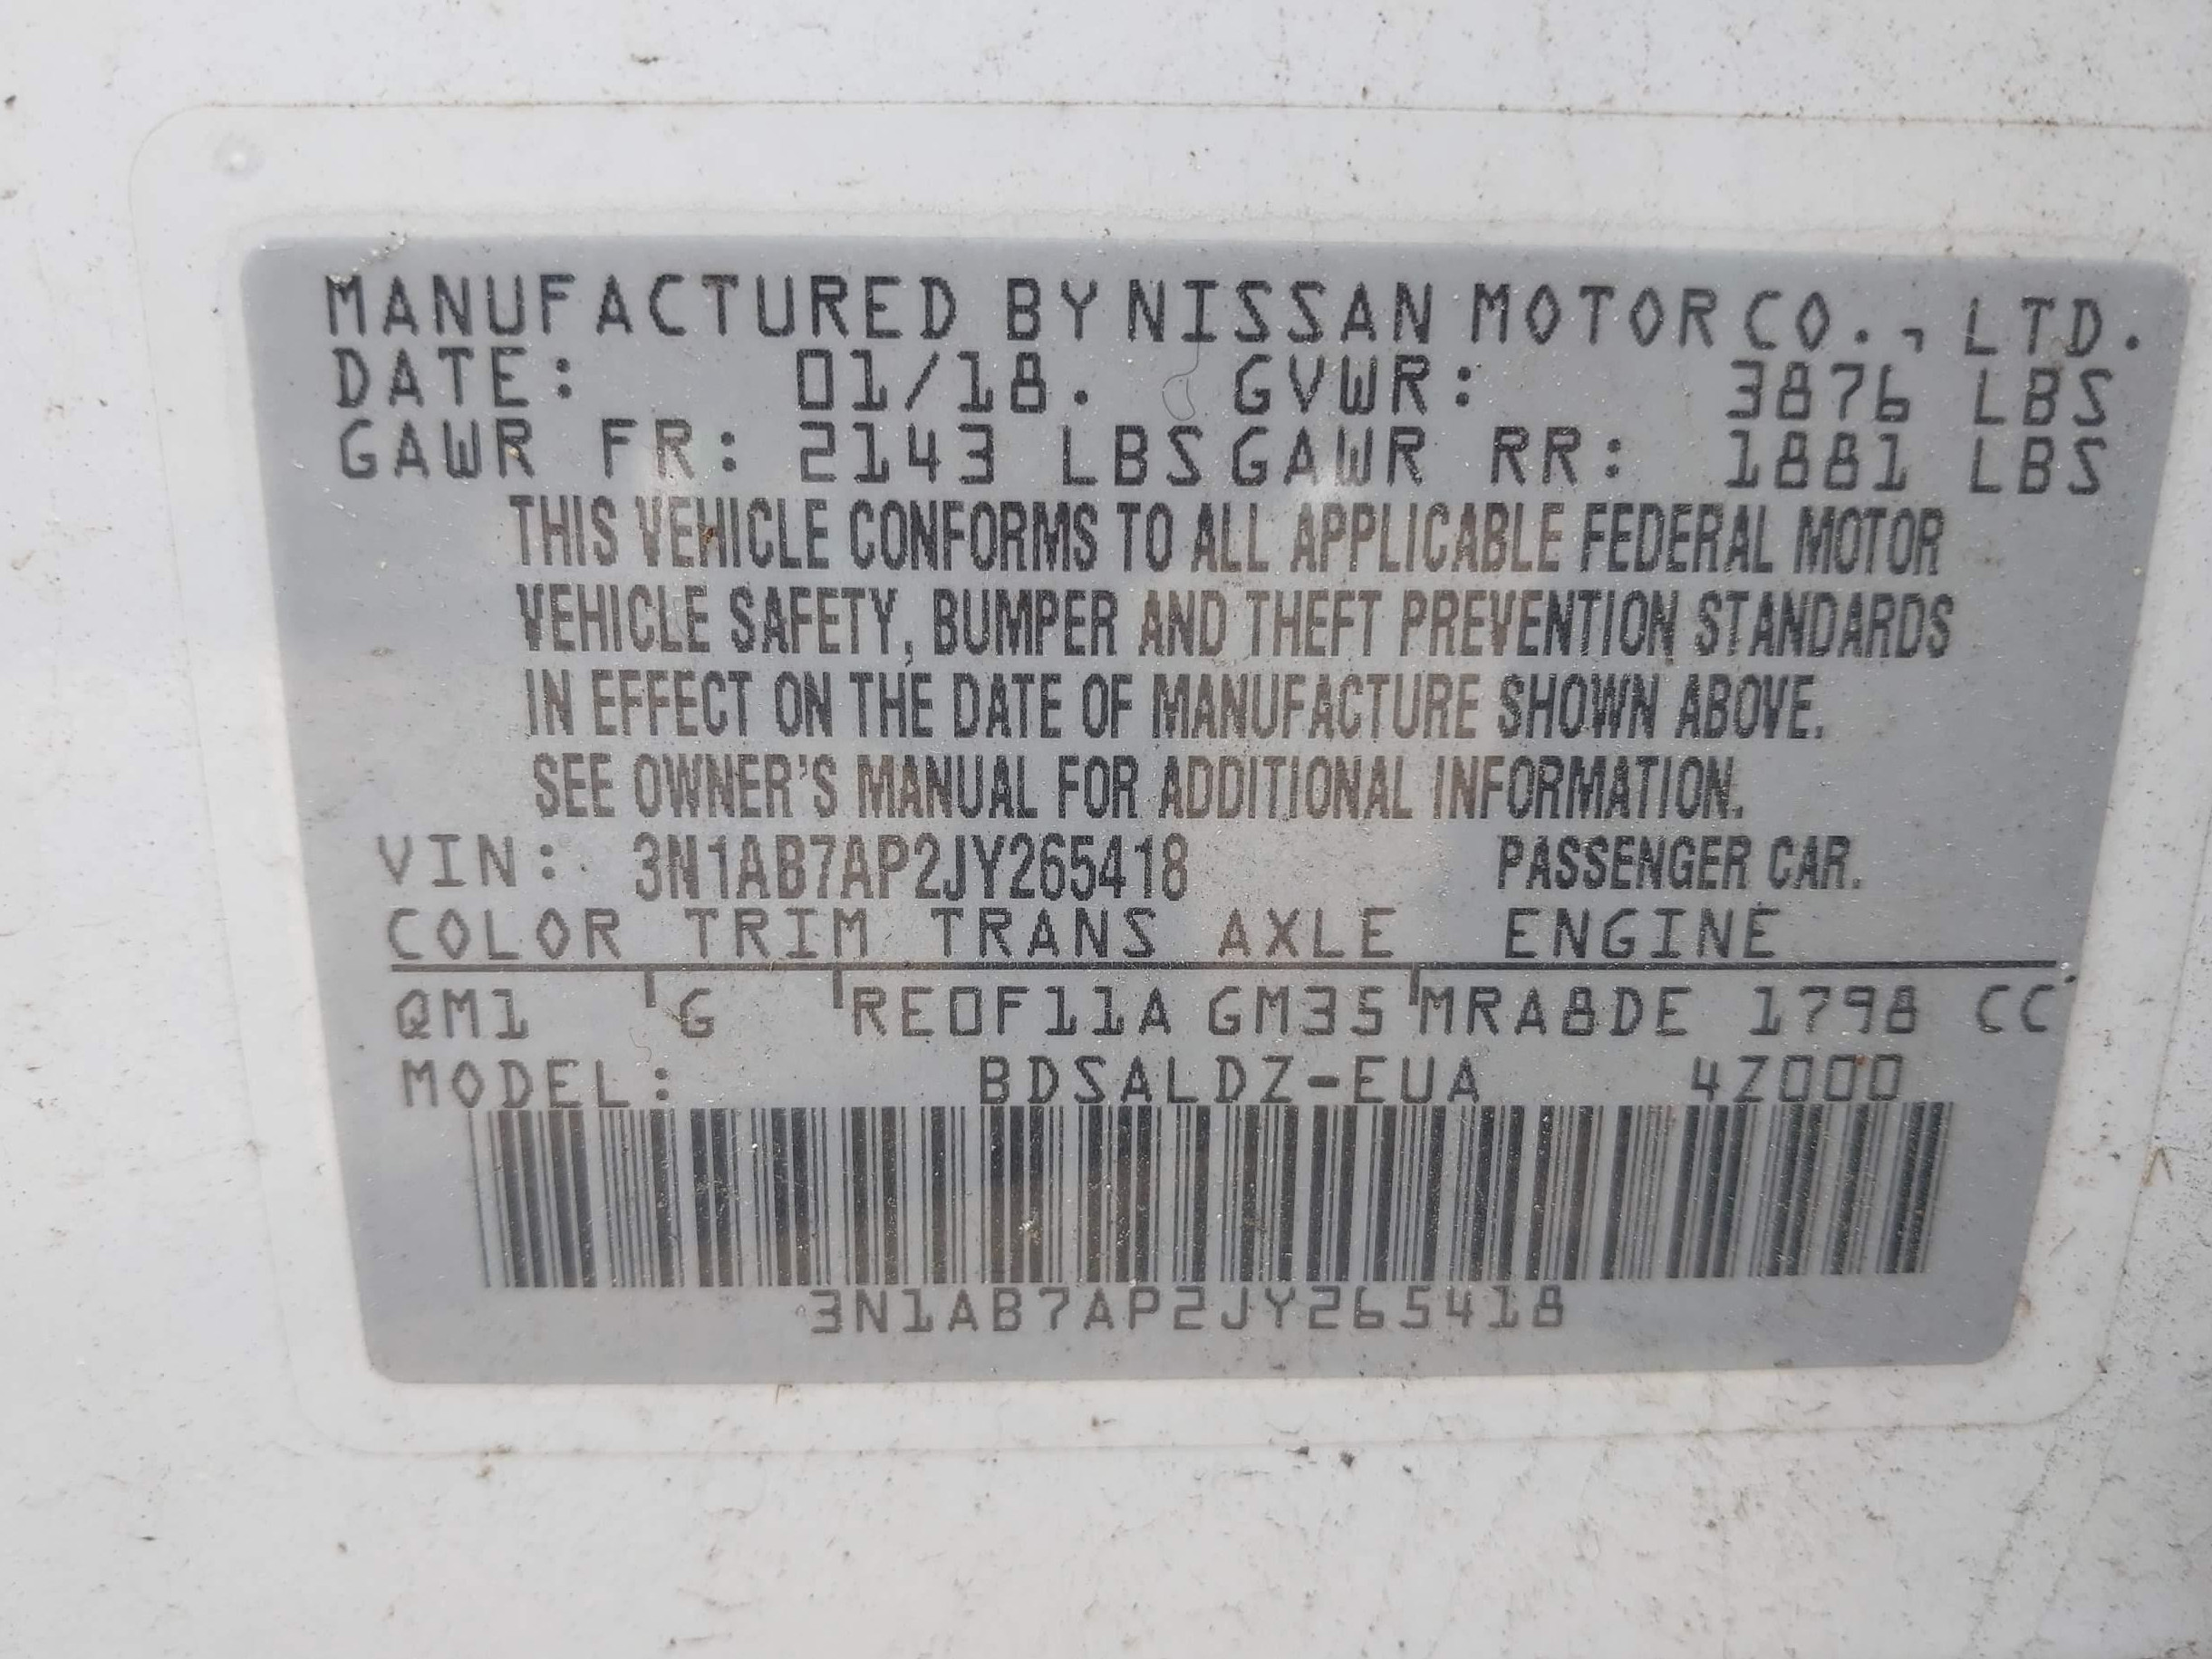 MANUFACTURED BY NISSAN MOTOR CO., LTD.
DATE: 01/18. GVWR: 3876 LBS
GAWR FR: 2143 LBS GAWR RR: 1881 LBS
THIS VEHICLE CONFORMS TO ALL APPLICABLE FEDERAL MOTOR
VEHICLE SAFETY, BUMPER AND THEFT PREVENTION STANDARDS
IN EFFECT ON THE DATE OF MANUFACTURE SHOWN ABOVE.
SEE OWNER'S MANUAL FOR ADDITIONAL INFORMATION.
VIN: 3N1AB7AP2JY265418 PASSENGER CAR.
COLOR TRIM TRANS AXLE ENGINE
QM1 G RE0F11A GM35 MRA8DE 1798 CC
MODEL: BDSALDZ-EUA 4Z000
3N1AB7AP2JY265418